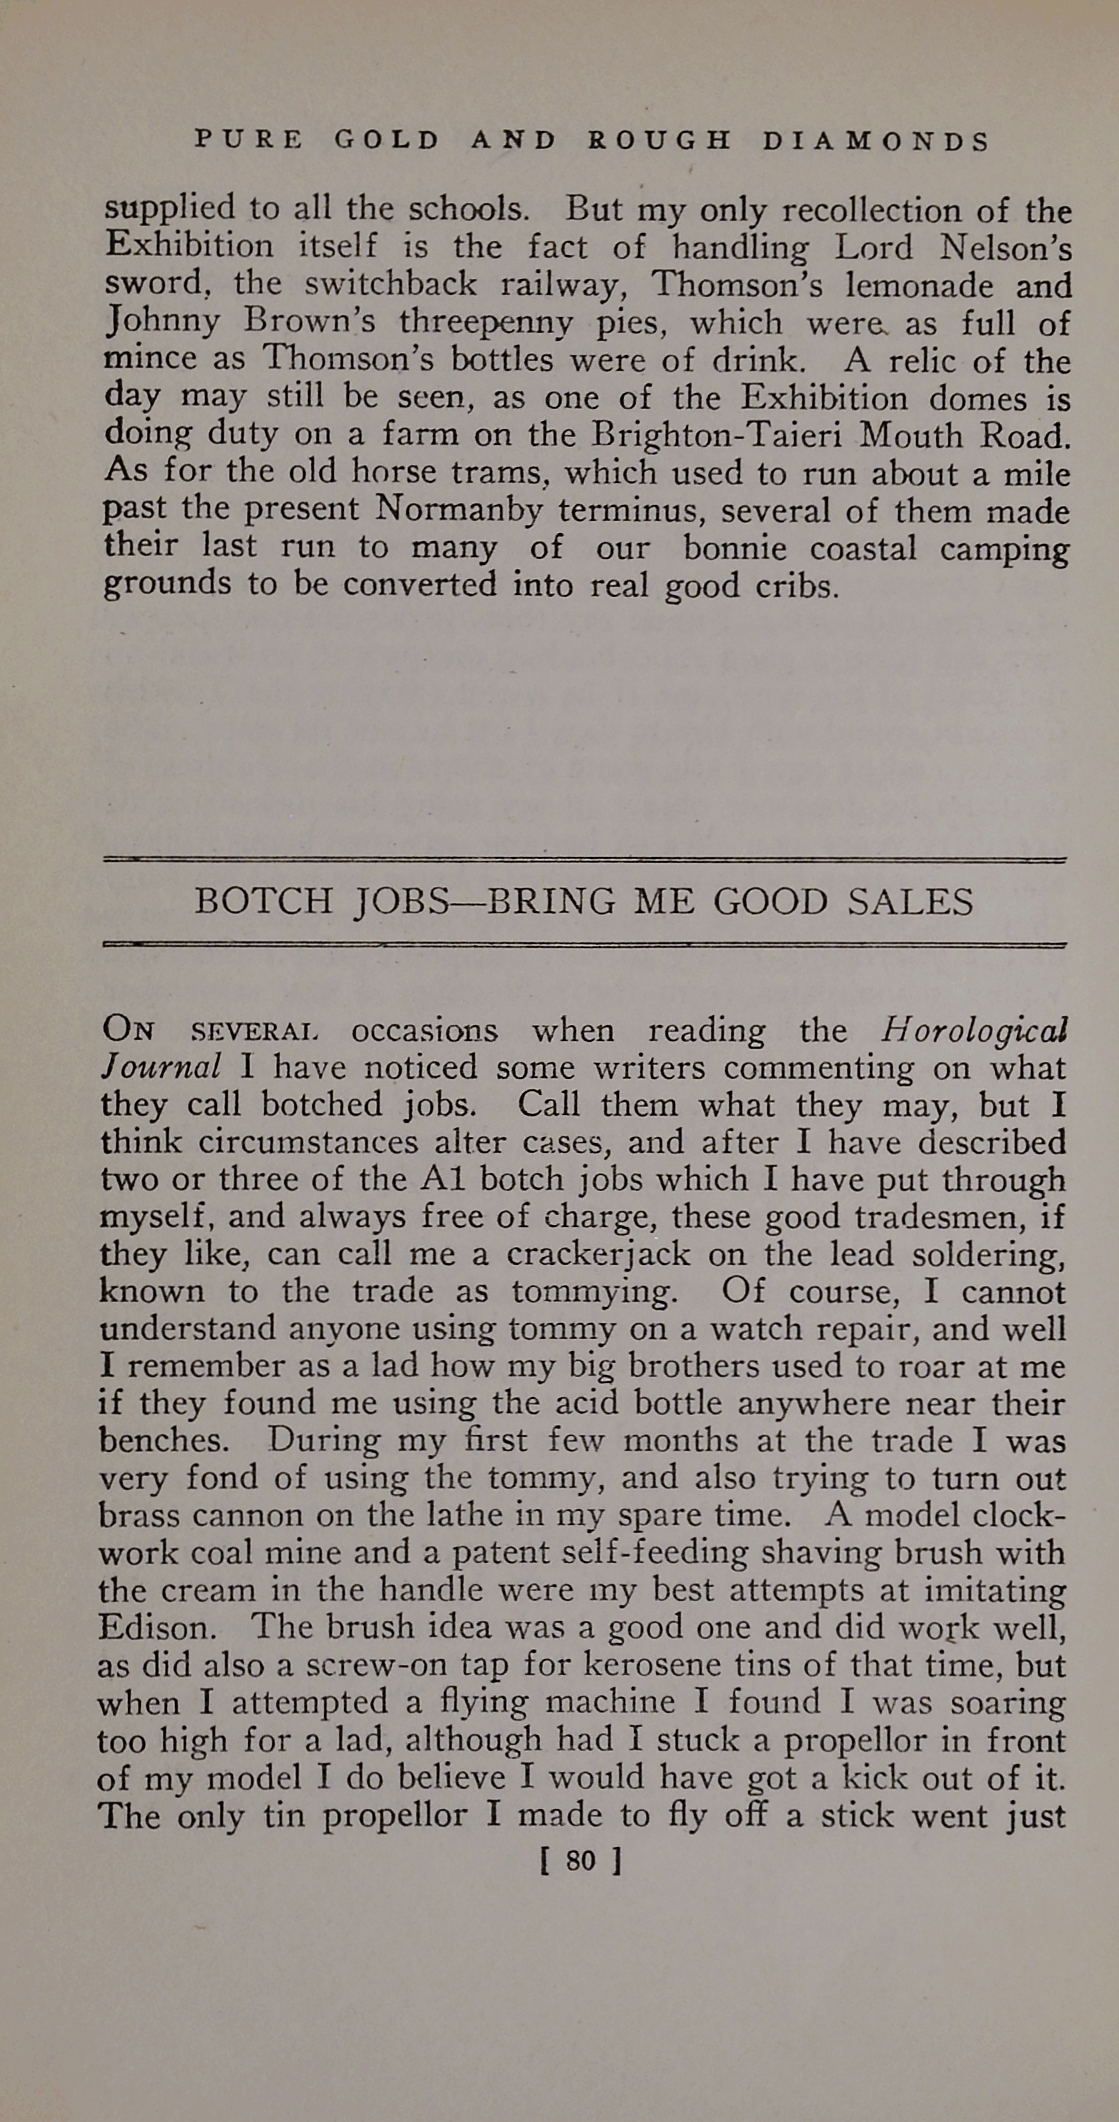 PURE GOLD AND ROUGH DIAMONDS
supplied to all the schools. But my only recollection of the
Exhibition itself is the fact of handling Lord Nelson's
sword, the switchback railway, Thomson's lemonade and
Johnny Brown's threepenny pies, which were as full of
mince as Thomson's bottles were of drink. A relic of the
day may still be seen, as one of the Exhibition domes is
doing duty on a farm on the Brighton-Taieri Mouth Road.
As for the old horse trams, which used to run about a mile
past the present Normanby terminus, several of them made
their last run to many of our bonnie coastal camping
grounds to be converted into real good cribs.
BOTCH JOBS—BRING ME GOOD SALES
ON SEVERAL occasions when reading the Horological
Journal I have noticed some writers commenting on what
they call botched jobs. Call them what they may, but I
think circumstances alter cases, and after I have described
two or three of the A1 botch jobs which I have put through
myself, and always free of charge, these good tradesmen, if
they like, can call me a crackerjack on the lead soldering,
known to the trade as tommying. Of course, I cannot
understand anyone using tommy on a watch repair, and well
I remember as a lad how my big brothers used to roar at me
if they found me using the acid bottle anywhere near their
benches. During my first few months at the trade I was
very fond of using the tommy, and also trying to turn out
brass cannon on the lathe in my spare time. A model clock-
work coal mine and a patent self-feeding shaving brush with
the cream in the handle were my best attempts at imitating
Edison. The brush idea was a good one and did work well,
as did also a screw-on tap for kerosene tins of that time, but
when I attempted a flying machine I found I was soaring
too high for a lad, although had I stuck a propellor in front
of my model I do believe I would have got a kick out of it.
The only tin propellor I made to fly off a stick went just
[ 80 ]